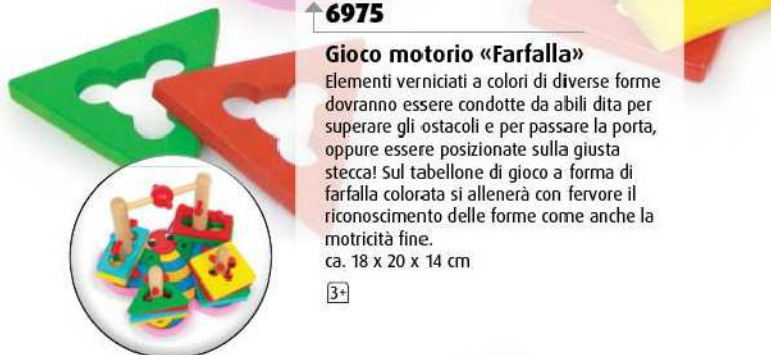 6975
Gioco motorio «Farfalla»
Elementi verniciati a colori di diverse forme
dovranno essere condotte da abili dita per
superare gli ostacoli e per passare la porta,
oppure essere posizionate sulla giusta
stecca! Sul tabellone di gioco a forma di
farfalla colorata si allenerà con fervore il
riconoscimento delle forme come anche la
motricità fine.
ca. 18 x 20 x 14 cm
3+